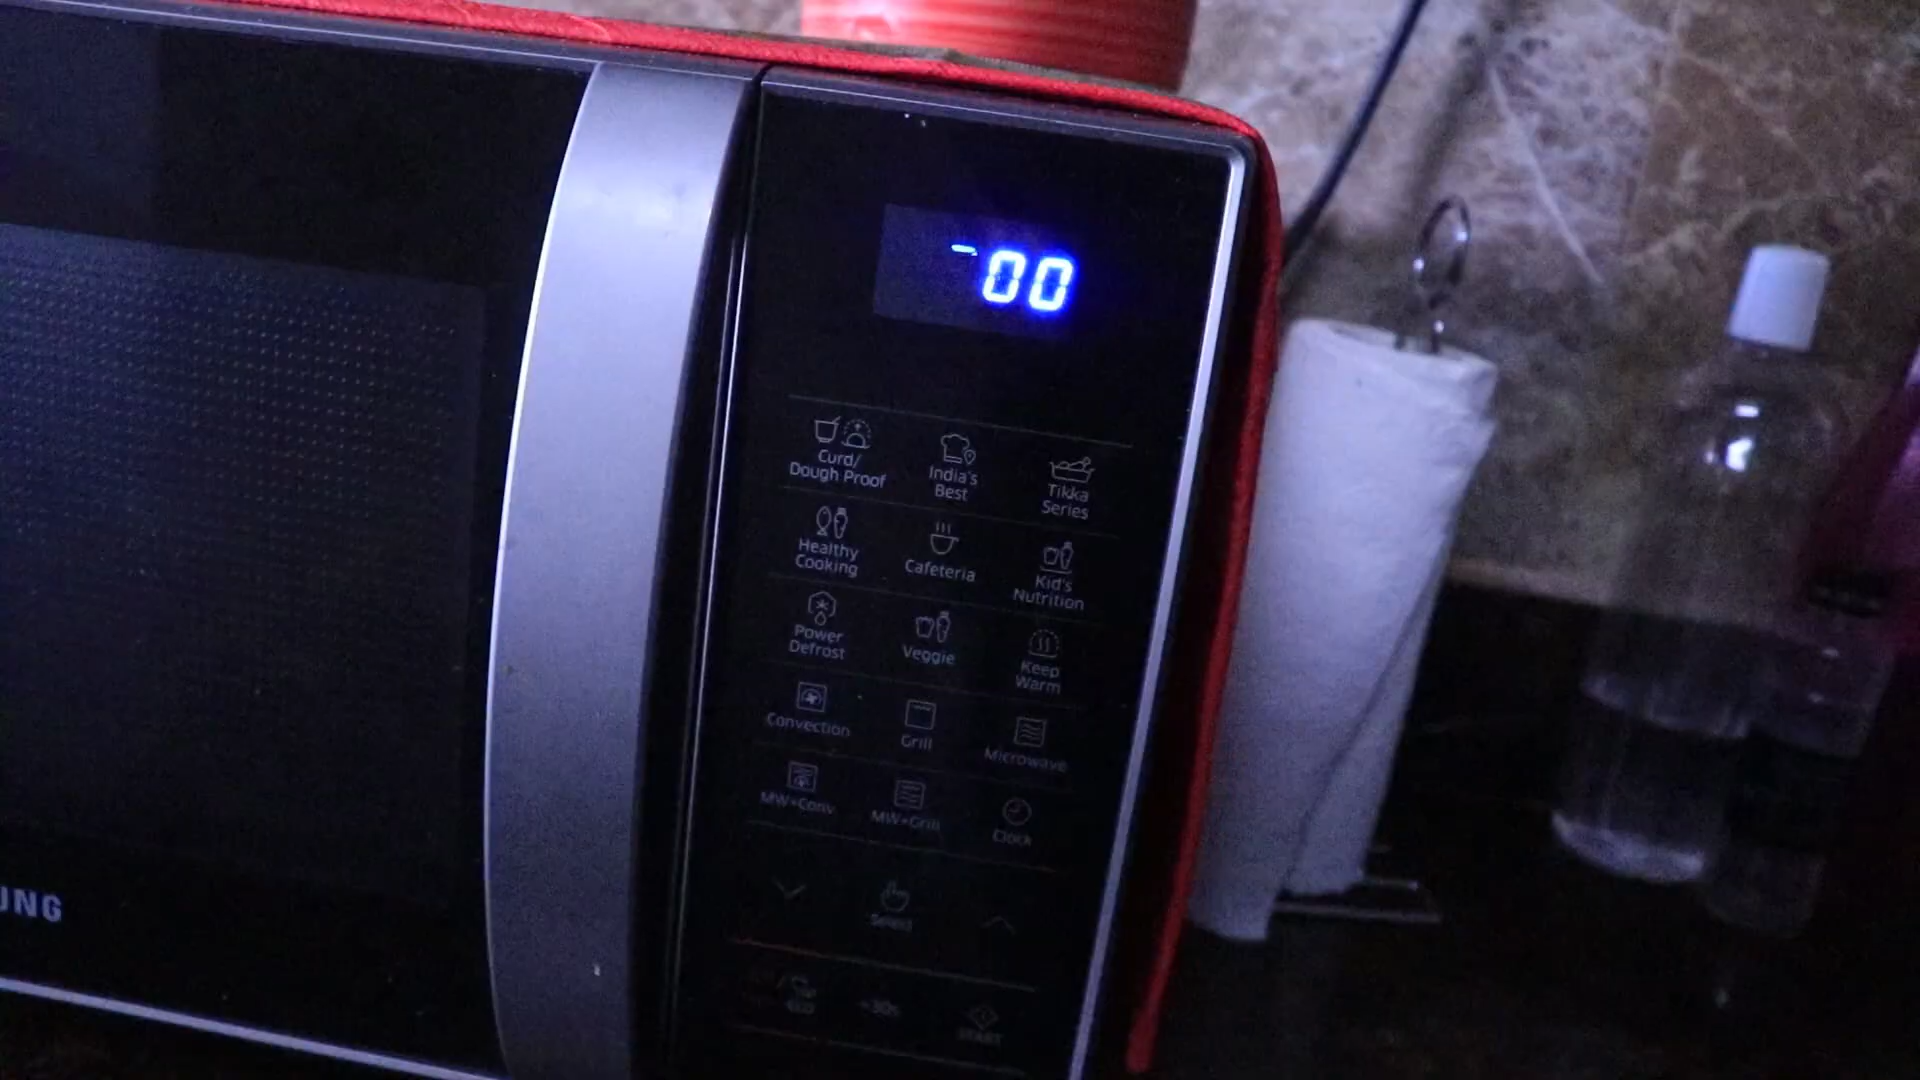 -00
Curd/
Dough Proof
India's
Best
Tikka
Series
Healthy
Cooking
Cafeteria
Kid's
Nutrition
Power
Defrost
Veggie
Keep
Warm
Convection
Grill
Microwave
MW+Conv
MW+Grill
Clock
Select
UNG
ECO
+30s
START